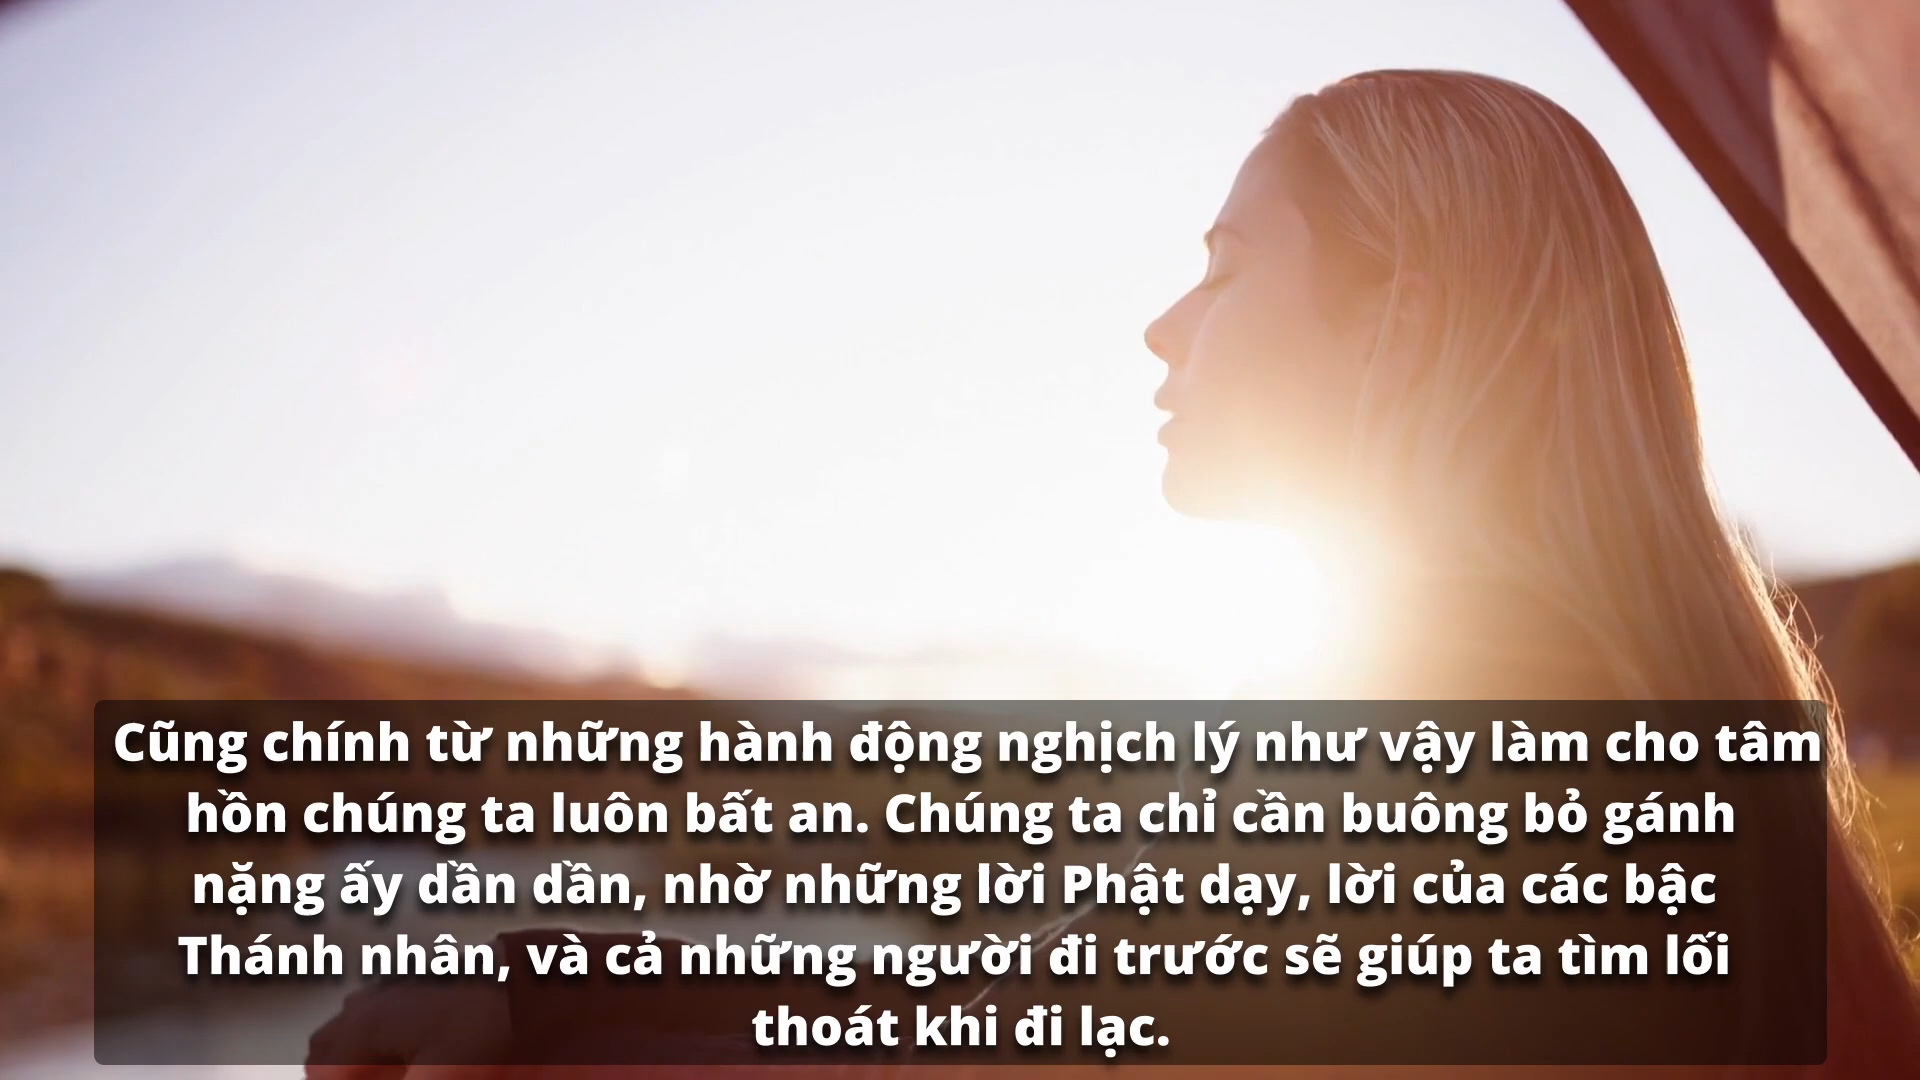 Cũng chính từ những hành động nghịch lý như vậy làm cho tâm
hồn chúng ta luôn bất an. Chúng ta chỉ cần buông bỏ gánh
nặng ấy dần dần, nhờ những lời Phật dạy, lời của các bậc
Thánh nhân, và cả những người đi trước sẽ giúp ta tìm lối
thoát khi đi lạc.